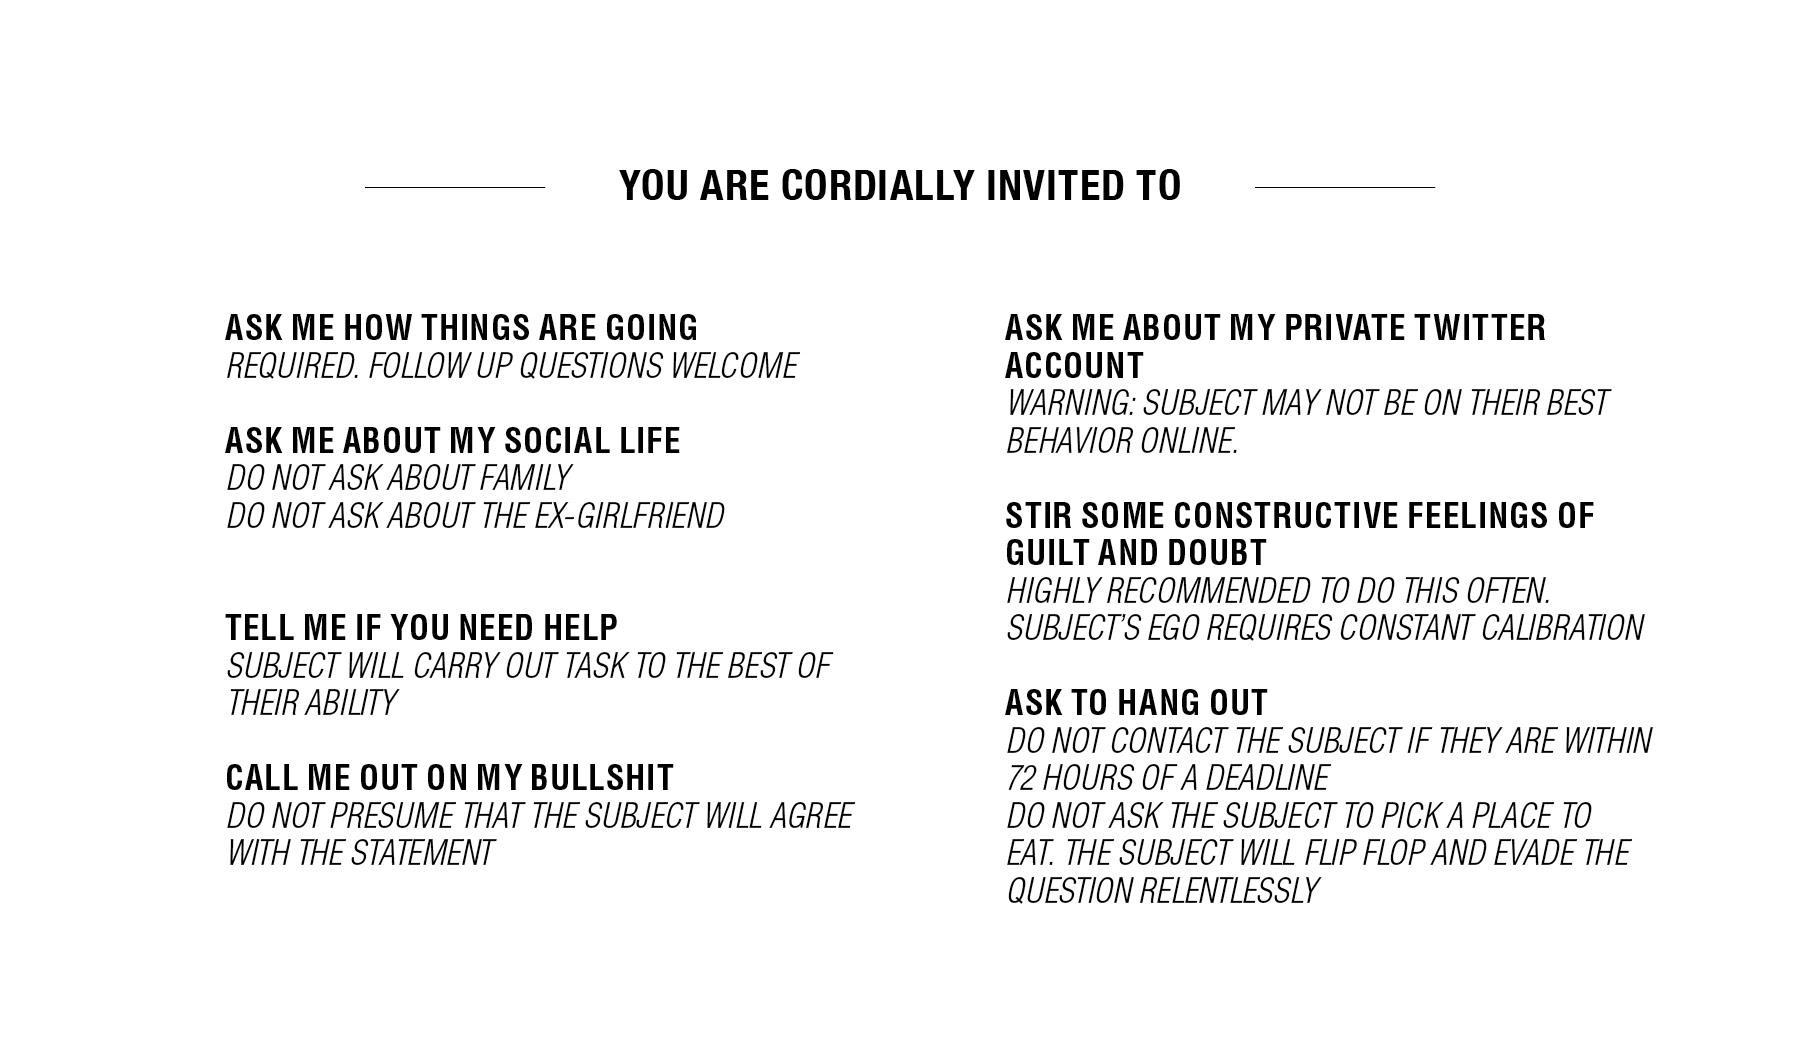 YOU ARE CORDIALLY INVITED TO
ASK ME HOW THINGS ARE GOING
REQUIRED. FOLLOW UP QUESTIONS WELCOME
ASK ME ABOUT MY SOCIAL LIFE
DO NOT ASK ABOUT FAMILY
DO NOT ASK ABOUT THE EX-GIRLFRIEND
TELL ME IF YOU NEED HELP
SUBJECT WILL CARRY OUT TASK TO THE BEST OF
THEIR ABILITY
CALL ME OUT ON MY BULLSHIT
DO NOT PRESUME THAT THE SUBJECT WILL AGREE
WITH THE STATEMENT
ASK ME ABOUT MY PRIVATE TWITTER
ACCOUNT
WARNING: SUBJECT MAY NOT BE ON THEIR BEST
BEHAVIOR ONLINE.
STIR SOME CONSTRUCTIVE FEELINGS OF
GUILT AND DOUBT
HIGHLY RECOMMENDED TO DO THIS OFTEN.
SUBJECT’S EGO REQUIRES CONSTANT CALIBRATION
ASK TO HANG OUT
DO NOT CONTACT THE SUBJECT IF THEY ARE WITHIN
72 HOURS OF A DEADLINE
DO NOT ASK THE SUBJECT TO PICK A PLACE TO
EAT. THE SUBJECT WILL FLIP FLOP AND EVADE THE
QUESTION RELENTLESSLY